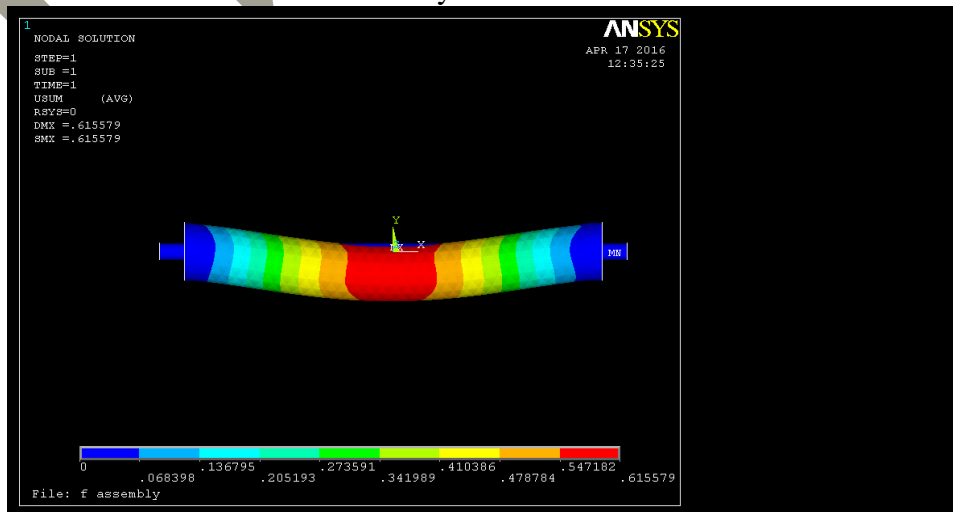 1
NODAL SOLUTION
STEP=1
SUB =1
TIME=1
USUM (AVG)
RSYS=0
DMX =.615579
SMX =.615579
ANSYS
APR 17 2016
12:35:25
Y
X
MN
0 .136795 .273591 .410386 .547182
.068398 .205193 .341989 .478784 .615579
File: f assembly